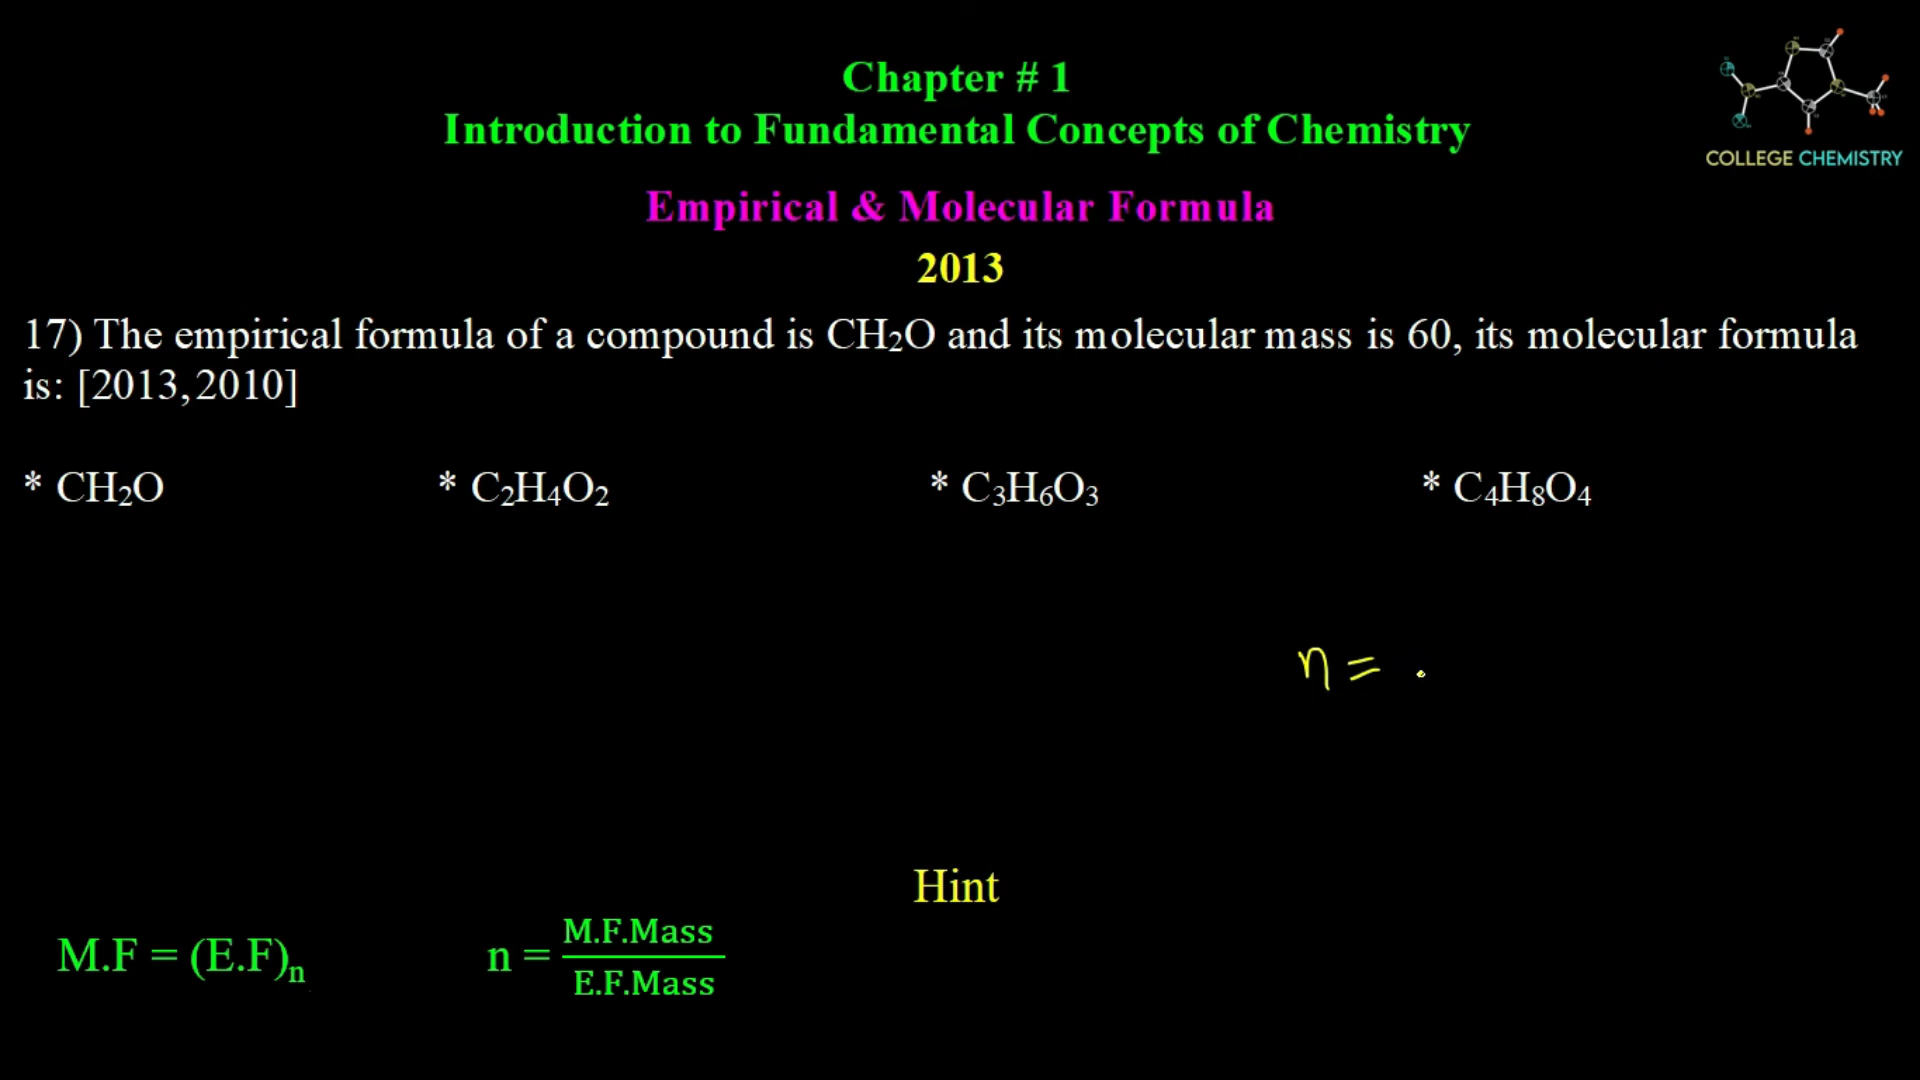 Chapter # 1
Introduction to Fundamental Concepts of Chemistry
COLLEGE CHEMISTRY
Empirical & Molecular Formula
2013
17) The empirical formula of a compound is CH₂O and its molecular mass is 60, its molecular formula
is: [2013,2010]
* CH₂O * C₂H₄O₂ * C₃H₆O₃ * C₄H₈O₄
n = .
Hint
M.F = (E.F)ₙ n = M.F.Mass
E.F.Mass